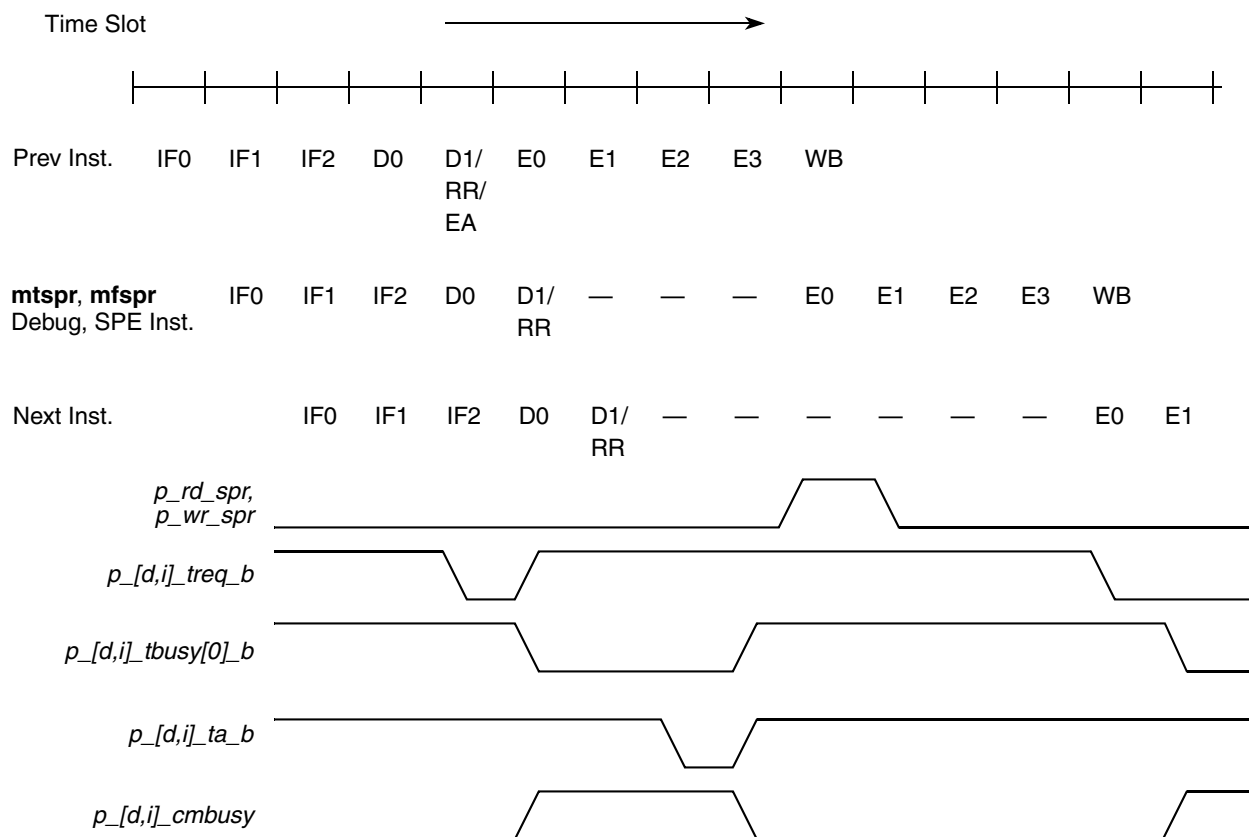 Time Slot
Prev Inst. IF0 IF1 IF2 D0 D1/ E0 E1 E2 E3 WB
RR/
EA
mtspr, mfspr IF0 IF1 IF2 D0 D1/ — — — E0 E1 E2 E3 WB
Debug, SPE Inst. RR
Next Inst. IF0 IF1 IF2 D0 D1/ — — — — — — E0 E1
RR
p_rd_spr,
p_wr_spr
p_[d,i]_treq_b
p_[d,i]_tbusy[0]_b
p_[d,i]_ta_b
p_[d,i]_cmbusy